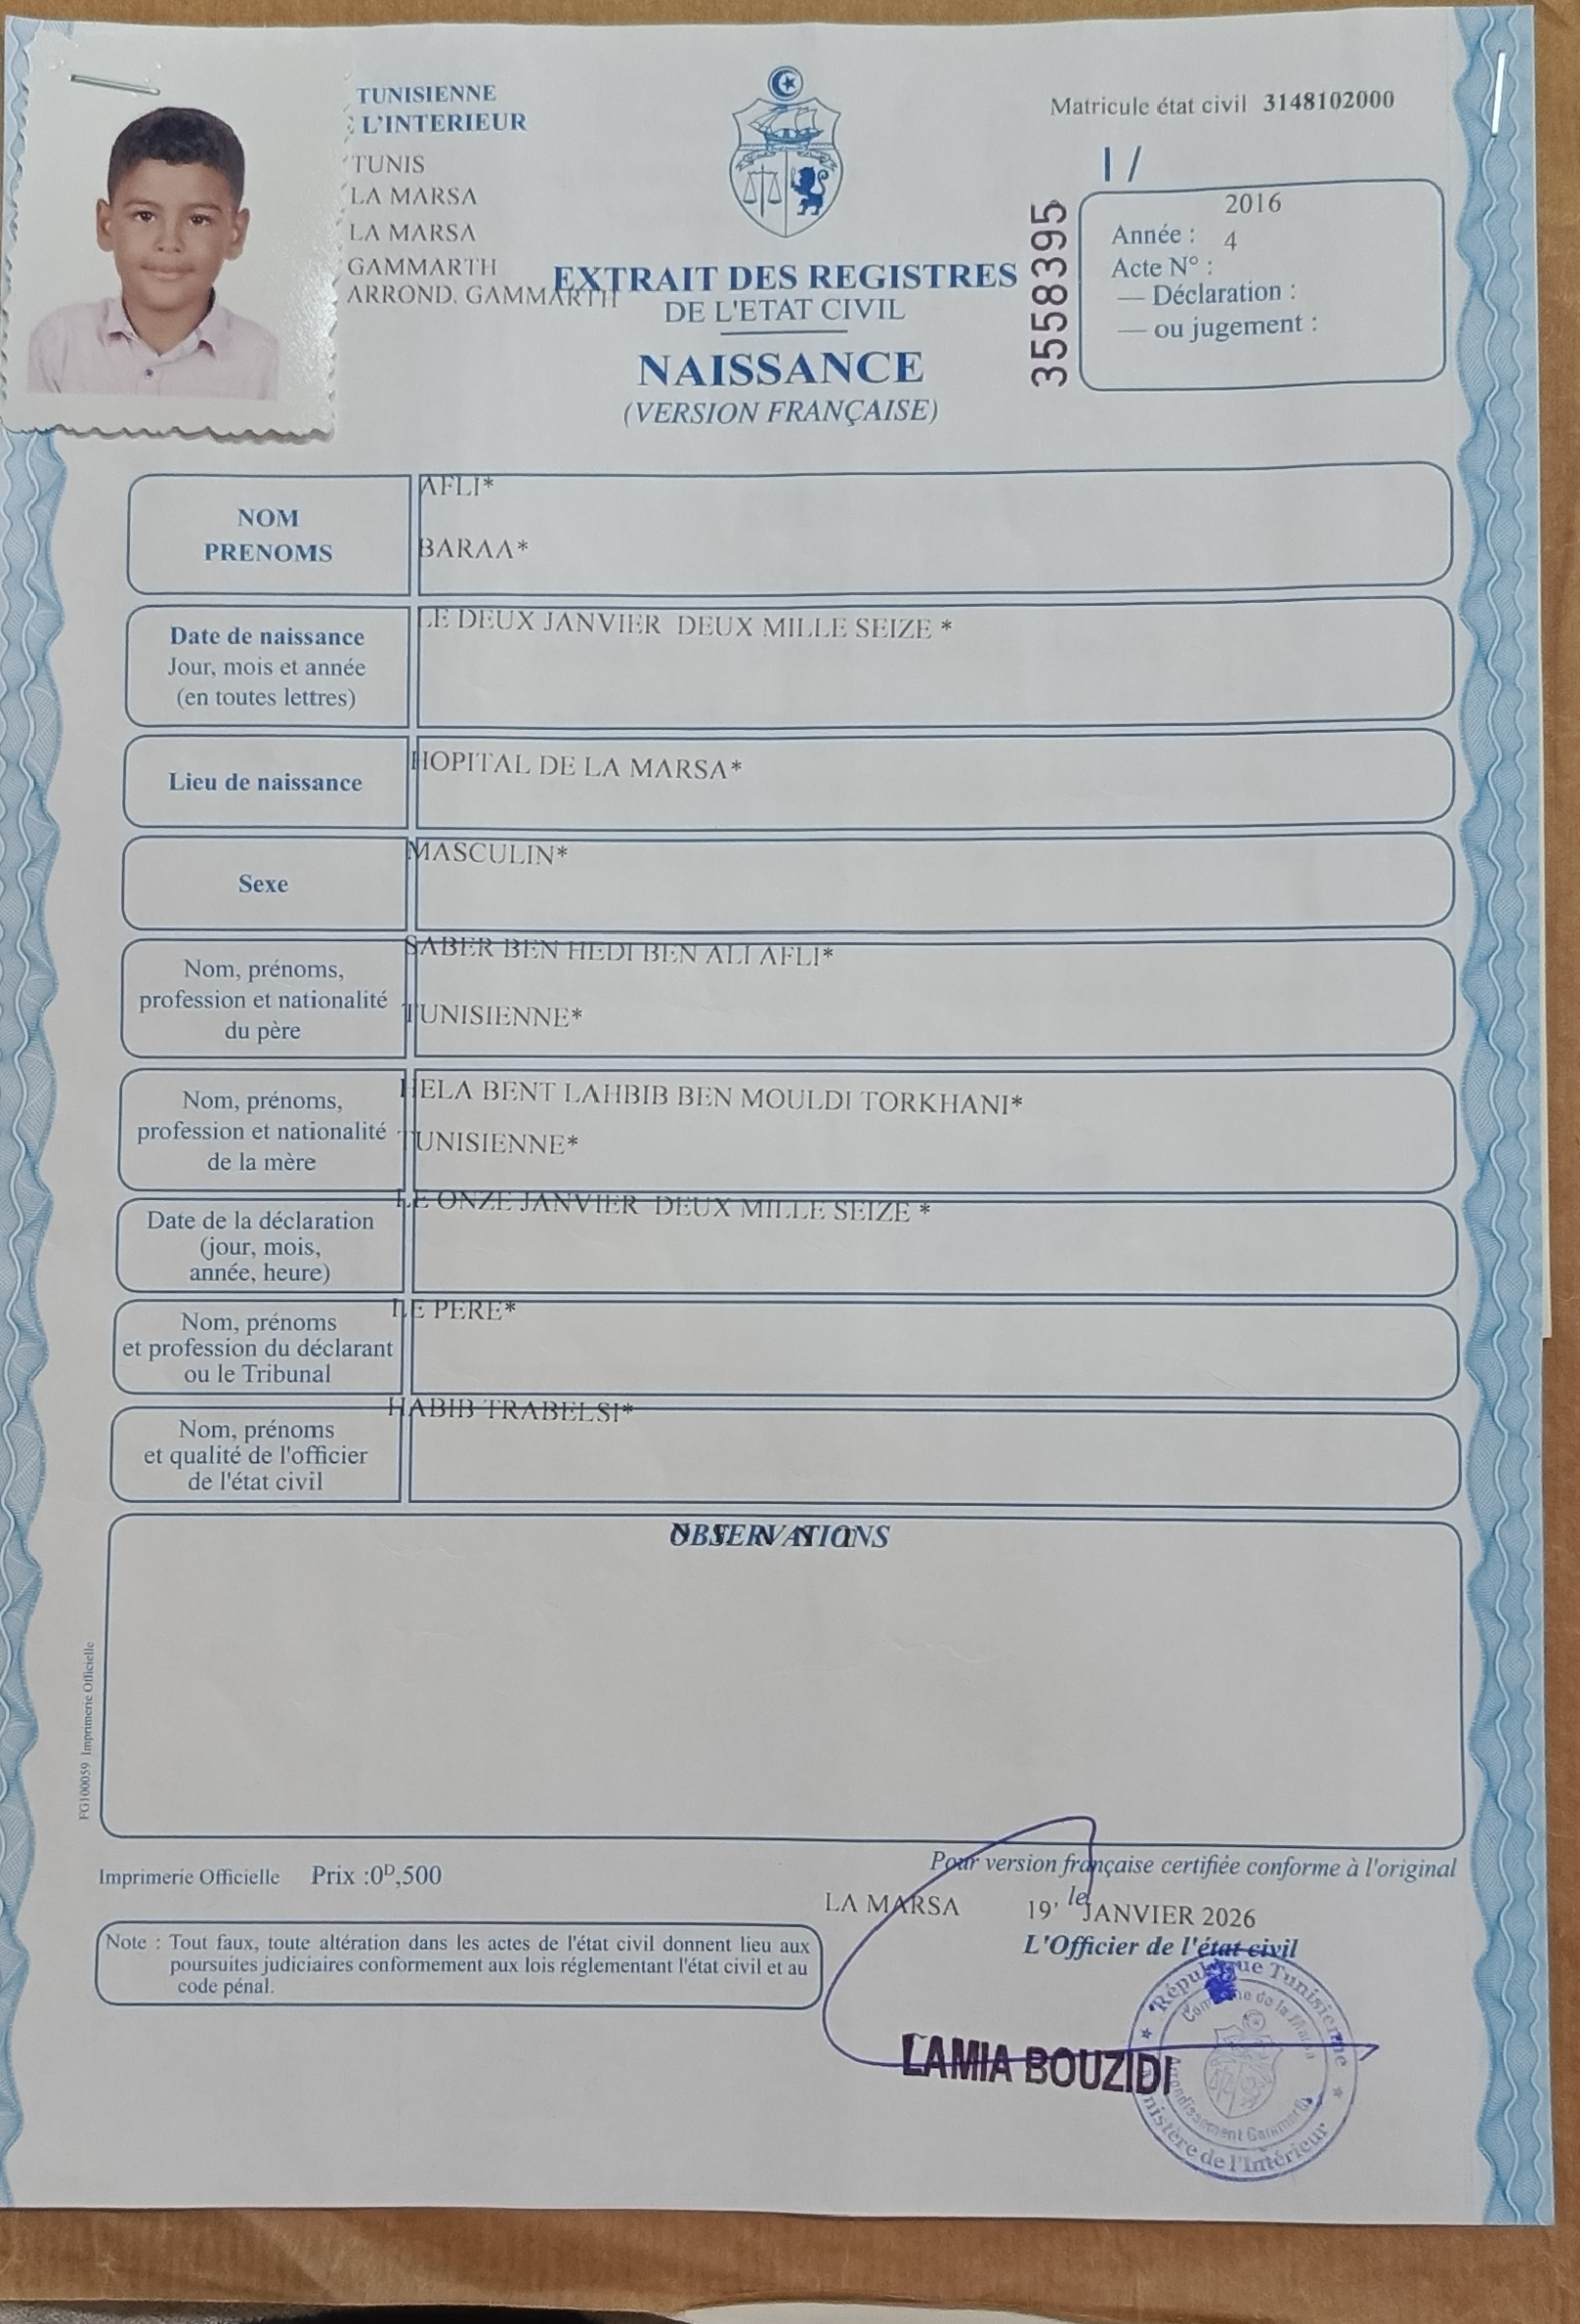 TUNISIENNE
L'INTERIEUR
TUNIS
LA MARSA
LA MARSA
GAMMARTH
ARROND. GAMMARTH
EXTRAIT DES REGISTRES
DE L'ETAT CIVIL
NAISSANCE
(VERSION FRANÇAISE)
Matricule état civil 3148102000
I /
3558395
2016
Année :
4
Acte N° :
— Déclaration :
— ou jugement :
NOM
PRENOMS
AFLI*
BARAA*
Date de naissance
Jour, mois et année
(en toutes lettres)
LE DEUX JANVIER DEUX MILLE SEIZE *
Lieu de naissance
HOPITAL DE LA MARSA*
Sexe
MASCULIN*
Nom, prénoms,
profession et nationalité
du père
SABER BEN HEDI BEN ALI AFLI*
TUNISIENNE*
Nom, prénoms,
profession et nationalité
de la mère
HELA BENT LAHBIB BEN MOULDI TORKHANI*
TUNISIENNE*
Date de la déclaration
(jour, mois,
année, heure)
LE ONZE JANVIER DEUX MILLE SEIZE *
Nom, prénoms
et profession du déclarant
ou le Tribunal
LE PERE*
Nom, prénoms
et qualité de l'officier
de l'état civil
HABIB TRABELSI*
OBSERVATIONS
FG100059 Imprimerie Officielle
Imprimerie Officielle Prix :0D,500
Pour version française certifiée conforme à l'original
LA MARSA 19' le JANVIER 2026
L'Officier de l'état civil
Note : Tout faux, toute altération dans les actes de l'état civil donnent lieu aux
poursuites judiciaires conformement aux lois réglementant l'état civil et au
code pénal.
LAMIA BOUZIDI
République Tunisienne
Ministère de l'Intérieur
Commune de la Marsa
Arrondissement Gammarth